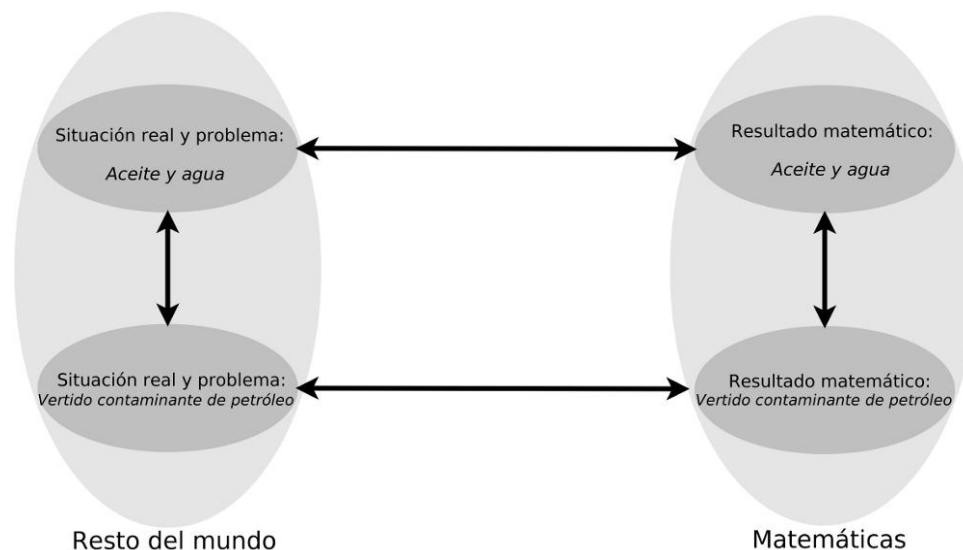 Situación real y problema:
Aceite y agua
Resultado matemático:
Aceite y agua
Situación real y problema:
Vertido contaminante de petróleo
Resultado matemático:
Vertido contaminante de petróleo
Resto del mundo
Matemáticas